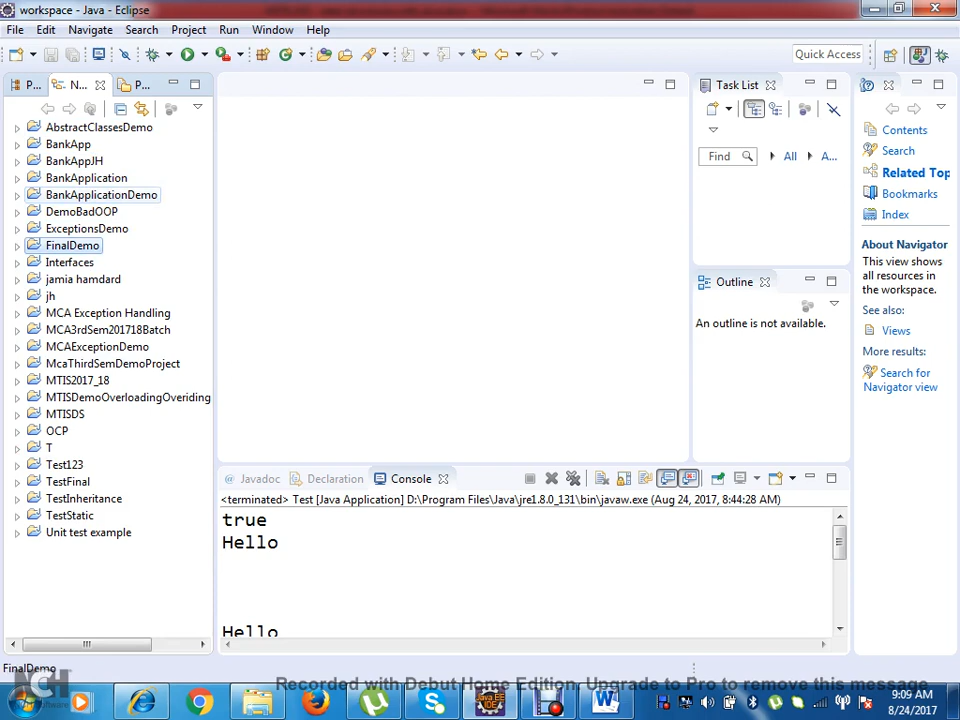 workspace - Java - Eclipse
File Edit Navigate Search Project Run Window Help
Quick Access
P... N... P...
AbstractClassesDemo
BankApp
BankAppJH
BankApplication
BankApplicationDemo
DemoBadOOP
ExceptionsDemo
FinalDemo
Interfaces
jamia hamdard
jh
MCA Exception Handling
MCA3rdSem201718Batch
MCAExceptionDemo
McaThirdSemDemoProject
MTIS2017_18
MTISDemoOverloadingOveriding
MTISDS
OCP
T
Test123
TestFinal
TestInheritance
TestStatic
Unit test example
Task List
Find All A...
Outline
An outline is not available.
Contents
Search
Related Top
Bookmarks
Index
About Navigator
This view shows
all resources in
the workspace.
See also:
Views
More results:
Search for
Navigator view
@ Javadoc Declaration Console
<terminated> Test [Java Application] D:\Program Files\Java\jre1.8.0_131\bin\javaw.exe (Aug 24, 2017, 8:44:28 AM)
true
Hello
Hello
FinalDemo
NCH
Software
Recorded with Debut Home Edition. Upgrade to Pro to remove this message
Java EE
IDE
9:09 AM
8/24/2017